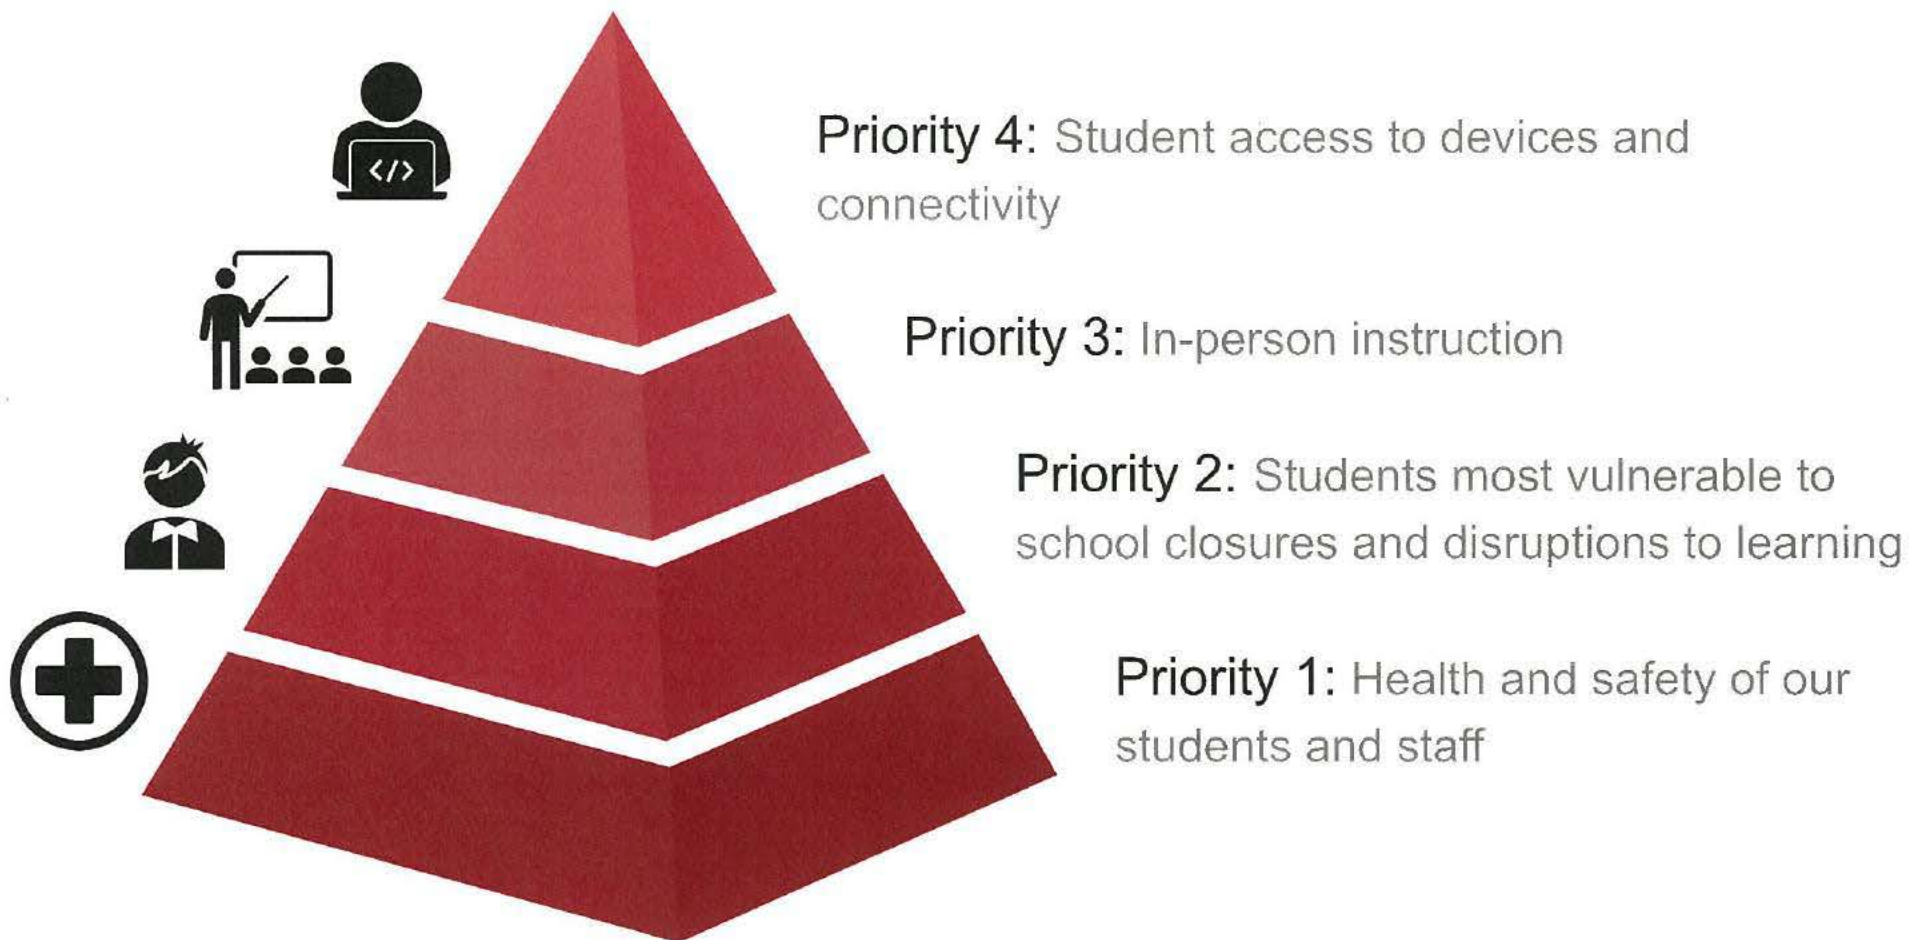 </>
Priority 4: Student access to devices and
connectivity
Priority 3: In-person instruction
Priority 2: Students most vulnerable to
school closures and disruptions to learning
Priority 1: Health and safety of our
students and staff